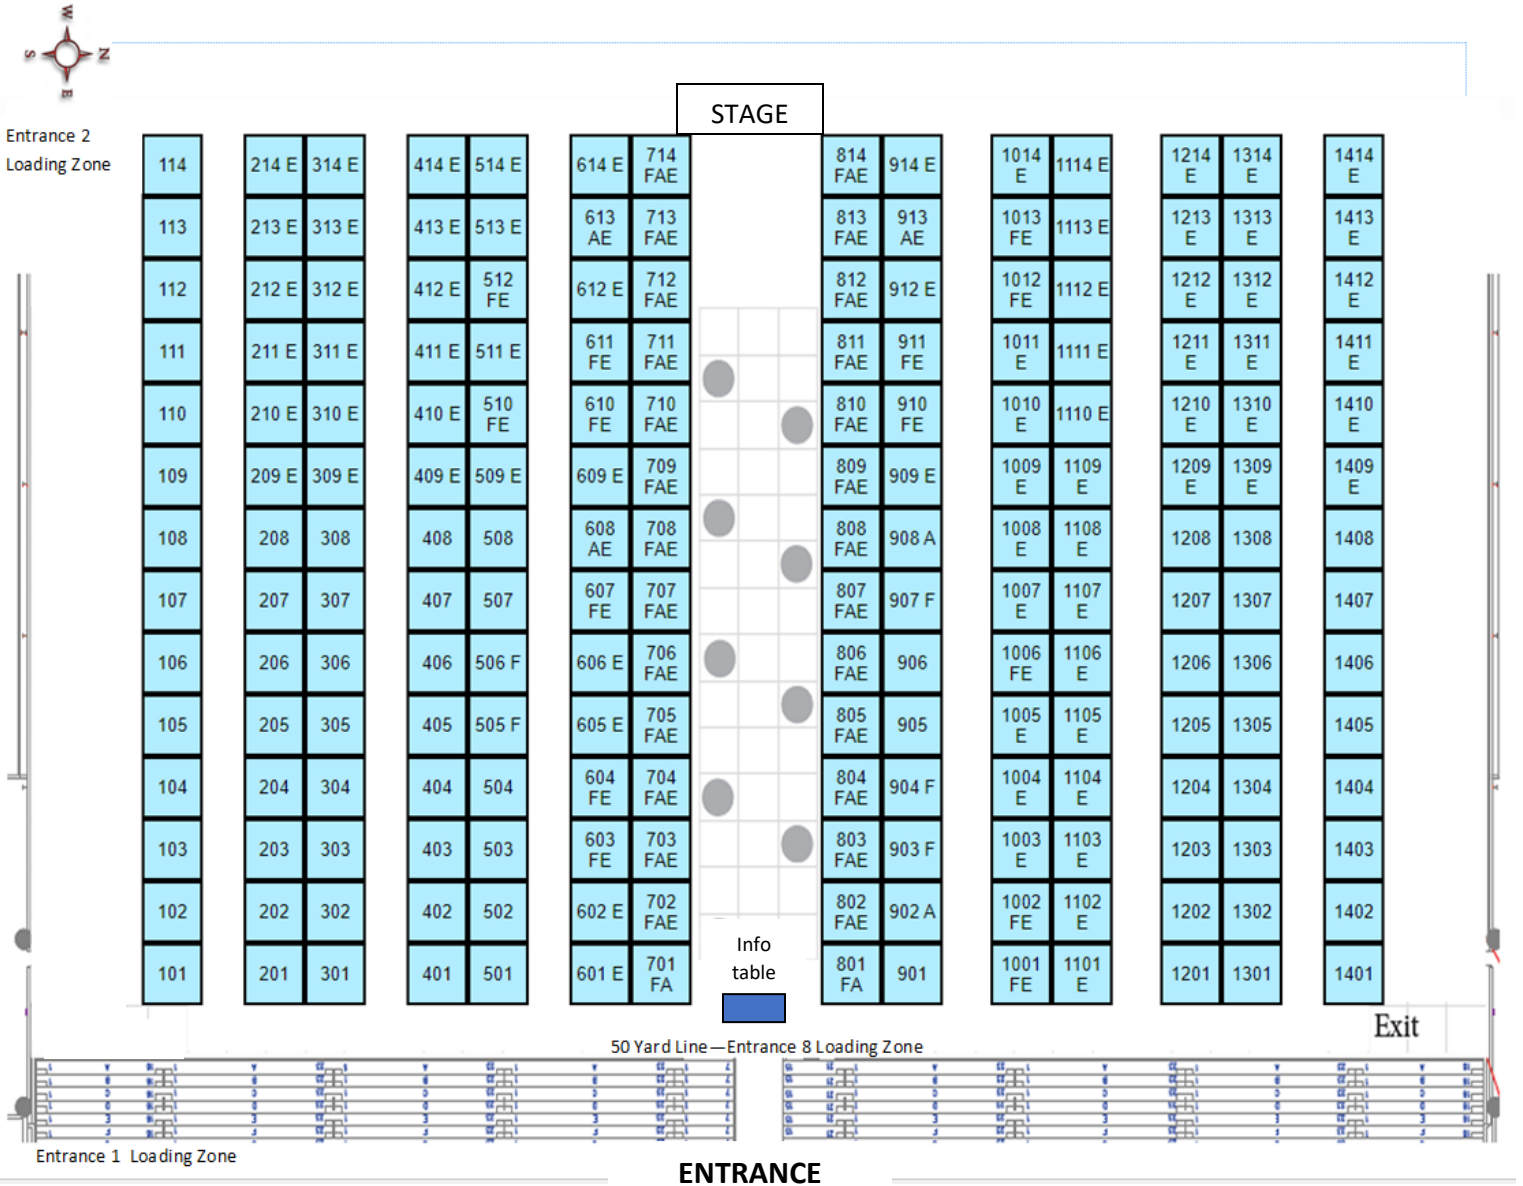 W
S N
E
STAGE
Entrance 2
Loading Zone
114 214 E 314 E 414 E 514 E 614 E 714 FAE 814 FAE 914 E 1014 E 1114 E 1214 E 1314 E 1414 E
113 213 E 313 E 413 E 513 E 613 AE 713 FAE 813 FAE 913 AE 1013 FE 1113 E 1213 E 1313 E 1413 E
112 212 E 312 E 412 E 512 FE 612 E 712 FAE 812 FAE 912 E 1012 FE 1112 E 1212 E 1312 E 1412 E
111 211 E 311 E 411 E 511 E 611 FE 711 FAE 811 FAE 911 FE 1011 E 1111 E 1211 E 1311 E 1411 E
110 210 E 310 E 410 E 510 FE 610 FE 710 FAE 810 FAE 910 FE 1010 E 1110 E 1210 E 1310 E 1410 E
109 209 E 309 E 409 E 509 E 609 E 709 FAE 809 FAE 909 E 1009 E 1109 E 1209 E 1309 E 1409 E
108 208 308 408 508 608 AE 708 FAE 808 FAE 908 A 1008 E 1108 E 1208 1308 1408
107 207 307 407 507 607 FE 707 FAE 807 FAE 907 F 1007 E 1107 E 1207 1307 1407
106 206 306 406 506 F 606 E 706 FAE 806 FAE 906 1006 FE 1106 E 1206 1306 1406
105 205 305 405 505 F 605 E 705 FAE 805 FAE 905 1005 E 1105 E 1205 1305 1405
104 204 304 404 504 604 FE 704 FAE 804 FAE 904 F 1004 E 1104 E 1204 1304 1404
103 203 303 403 503 603 FE 703 FAE 803 FAE 903 F 1003 E 1103 E 1203 1303 1403
102 202 302 402 502 602 E 702 FAE 802 FAE 902 A 1002 FE 1102 E 1202 1302 1402
101 201 301 401 501 601 E 701 FA 801 FA 901 1001 FE 1101 E 1201 1301 1401
Info
table
Exit
50 Yard Line—Entrance 8 Loading Zone
Entrance 1 Loading Zone
ENTRANCE